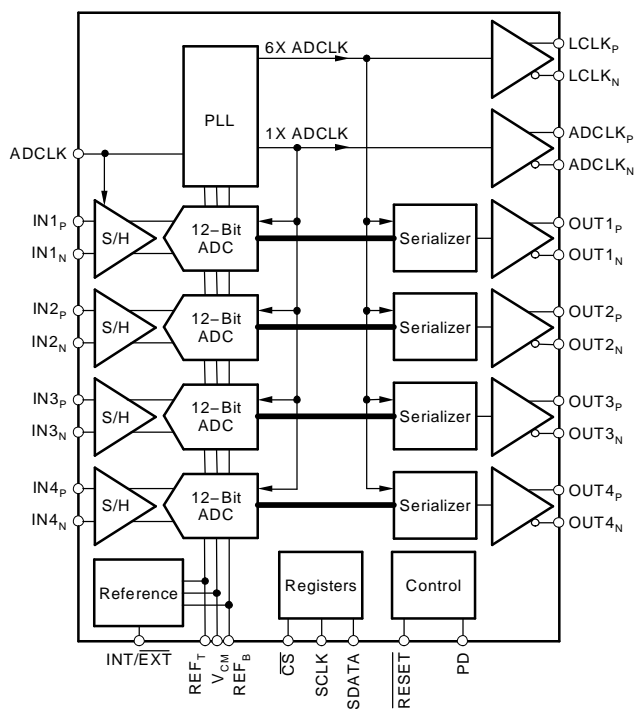 6X ADCLK
LCLKP
LCLKN
PLL
1X ADCLK
ADCLKP
ADCLKN
ADCLK
IN1P
IN1N
S/H
12–Bit
ADC
Serializer
OUT1P
OUT1N
IN2P
IN2N
S/H
12–Bit
ADC
Serializer
OUT2P
OUT2N
IN3P
IN3N
S/H
12–Bit
ADC
Serializer
OUT3P
OUT3N
IN4P
IN4N
S/H
12–Bit
ADC
Serializer
OUT4P
OUT4N
Reference
Registers
Control
INT/EXT
REFT
VCM
REFB
CS
SCLK
SDATA
RESET
PD